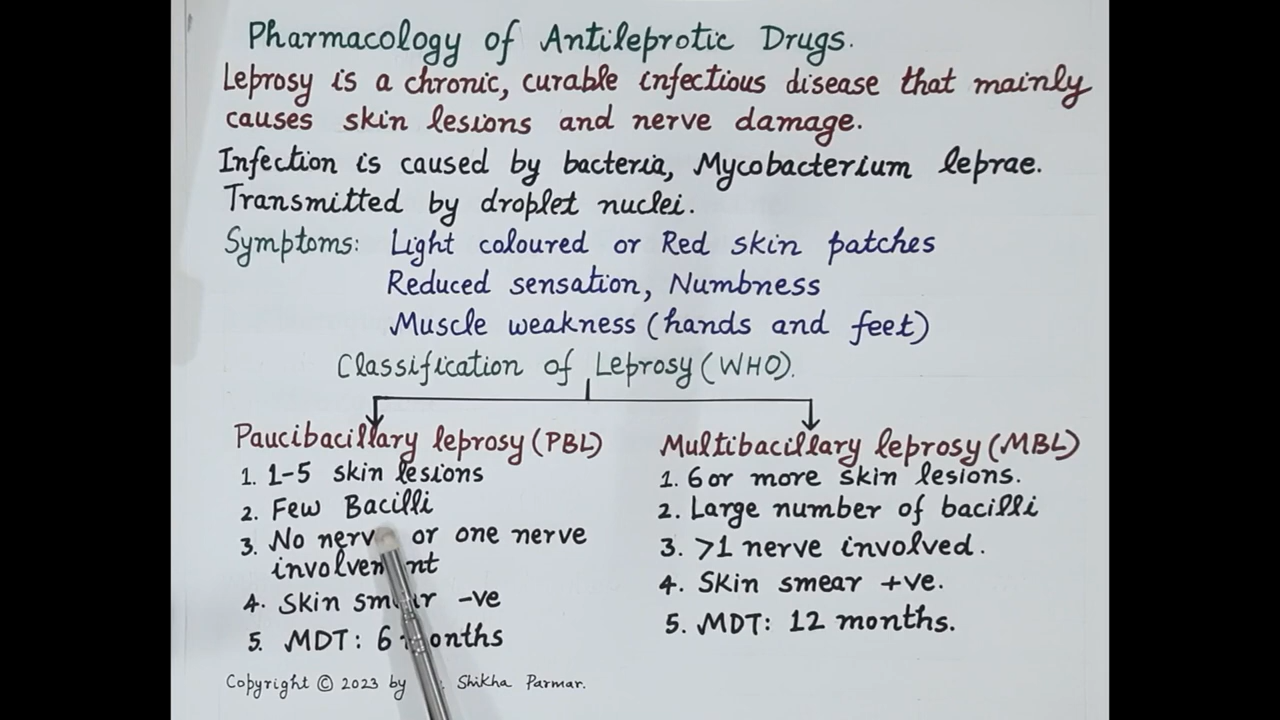 Pharmacology of Antileprotic Drugs.
Leprosy is a chronic, curable infectious disease that mainly
causes skin lesions and nerve damage.
Infection is caused by bacteria, Mycobacterium leprae.
Transmitted by droplet nuclei.
Symptoms: Light coloured or Red skin patches
Reduced sensation, Numbness
Muscle weakness (hands and feet)
Classification of Leprosy (WHO).
Paucibacillary leprosy (PBL)
1. 1-5 skin lesions
2. Few Bacilli
3. No nerve or one nerve
involvement
4. Skin smear -ve
5. MDT: 6 months
Multibacillary leprosy (MBL)
1. 6 or more skin lesions.
2. Large number of bacilli
3. >1 nerve involved.
4. Skin smear +ve.
5. MDT: 12 months.
Copyright © 2023 by Shikha Parmar.